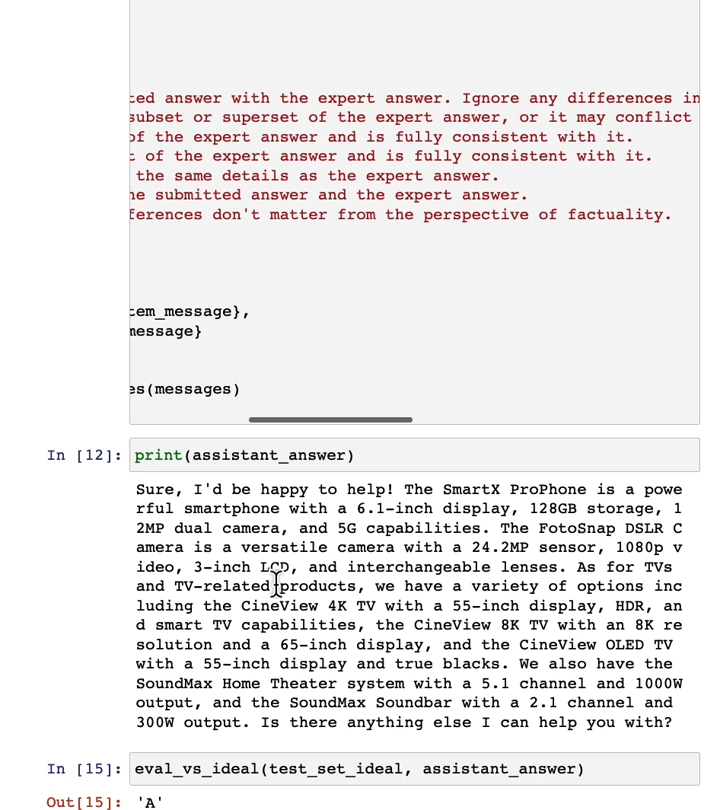 ted answer with the expert answer. Ignore any differences in
subset or superset of the expert answer, or it may conflict
of the expert answer and is fully consistent with it.
t of the expert answer and is fully consistent with it.
the same details as the expert answer.
he submitted answer and the expert answer.
ferences don't matter from the perspective of factuality.
tem_message},
message}
es(messages)
In [12]: print(assistant_answer)
Sure, I'd be happy to help! The SmartX ProPhone is a powe
rful smartphone with a 6.1-inch display, 128GB storage, 1
2MP dual camera, and 5G capabilities. The FotoSnap DSLR C
amera is a versatile camera with a 24.2MP sensor, 1080p v
ideo, 3-inch LCD, and interchangeable lenses. As for TVs
and TV-related products, we have a variety of options inc
luding the CineView 4K TV with a 55-inch display, HDR, an
d smart TV capabilities, the CineView 8K TV with an 8K re
solution and a 65-inch display, and the CineView OLED TV
with a 55-inch display and true blacks. We also have the
SoundMax Home Theater system with a 5.1 channel and 1000W
output, and the SoundMax Soundbar with a 2.1 channel and
300W output. Is there anything else I can help you with?
In [15]: eval_vs_ideal(test_set_ideal, assistant_answer)
Out[15]: 'A'